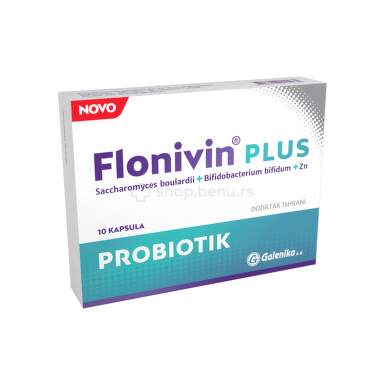 NOVO
Flonivin® PLUS
Saccharomyces boulardii + Bifidobacterium bifidum + Zn
shop.benu.rs
DODATAK ISHRANI
10 KAPSULA
PROBIOTIK
G Galenika a.d.